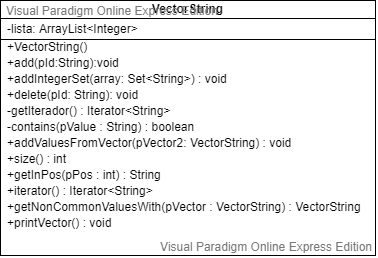 Visual Paradigm Online Express Edition
VectorString
-lista: ArrayList<Integer>
+VectorString()
+add(pId:String):void
+addIntegerSet(array: Set<String>) : void
+delete(pId: String): void
-getIterador() : Iterator<String>
-contains(pValue : String) : boolean
+addValuesFromVector(pVector2: VectorString) : void
+size() : int
+getInPos(pPos : int) : String
+iterator() : Iterator<String>
+getNonCommonValuesWith(pVector : VectorString) : VectorString
+printVector() : void
Visual Paradigm Online Express Edition